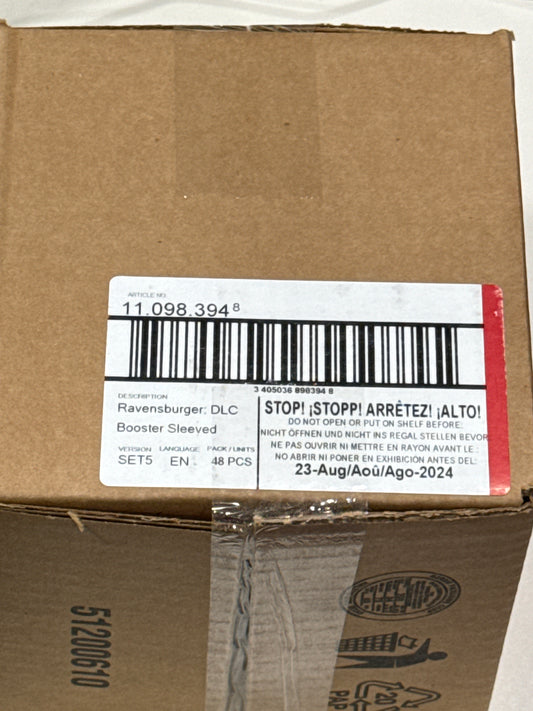 ARTICLE NO.
11.098.394 8
3 405036 898394 8
DESCRIPTION
Ravensburger: DLC
Booster Sleeved
VERSION LANGUAGE PACK / UNITS
SET5 EN 48 PCS
STOP! ¡STOPP! ARRÊTEZ! ¡ALTO!
DO NOT OPEN OR PUT ON SHELF BEFORE:
NICHT ÖFFNEN UND NICHT INS REGAL STELLEN BEVOR
NE PAS OUVRIR NI METTRE EN RAYON AVANT LE :
NO ABRIR NI PONER EN EXHIBICIÓN ANTES DEL:
23-Aug/Aoû/Ago-2024
51200610
20
PAP